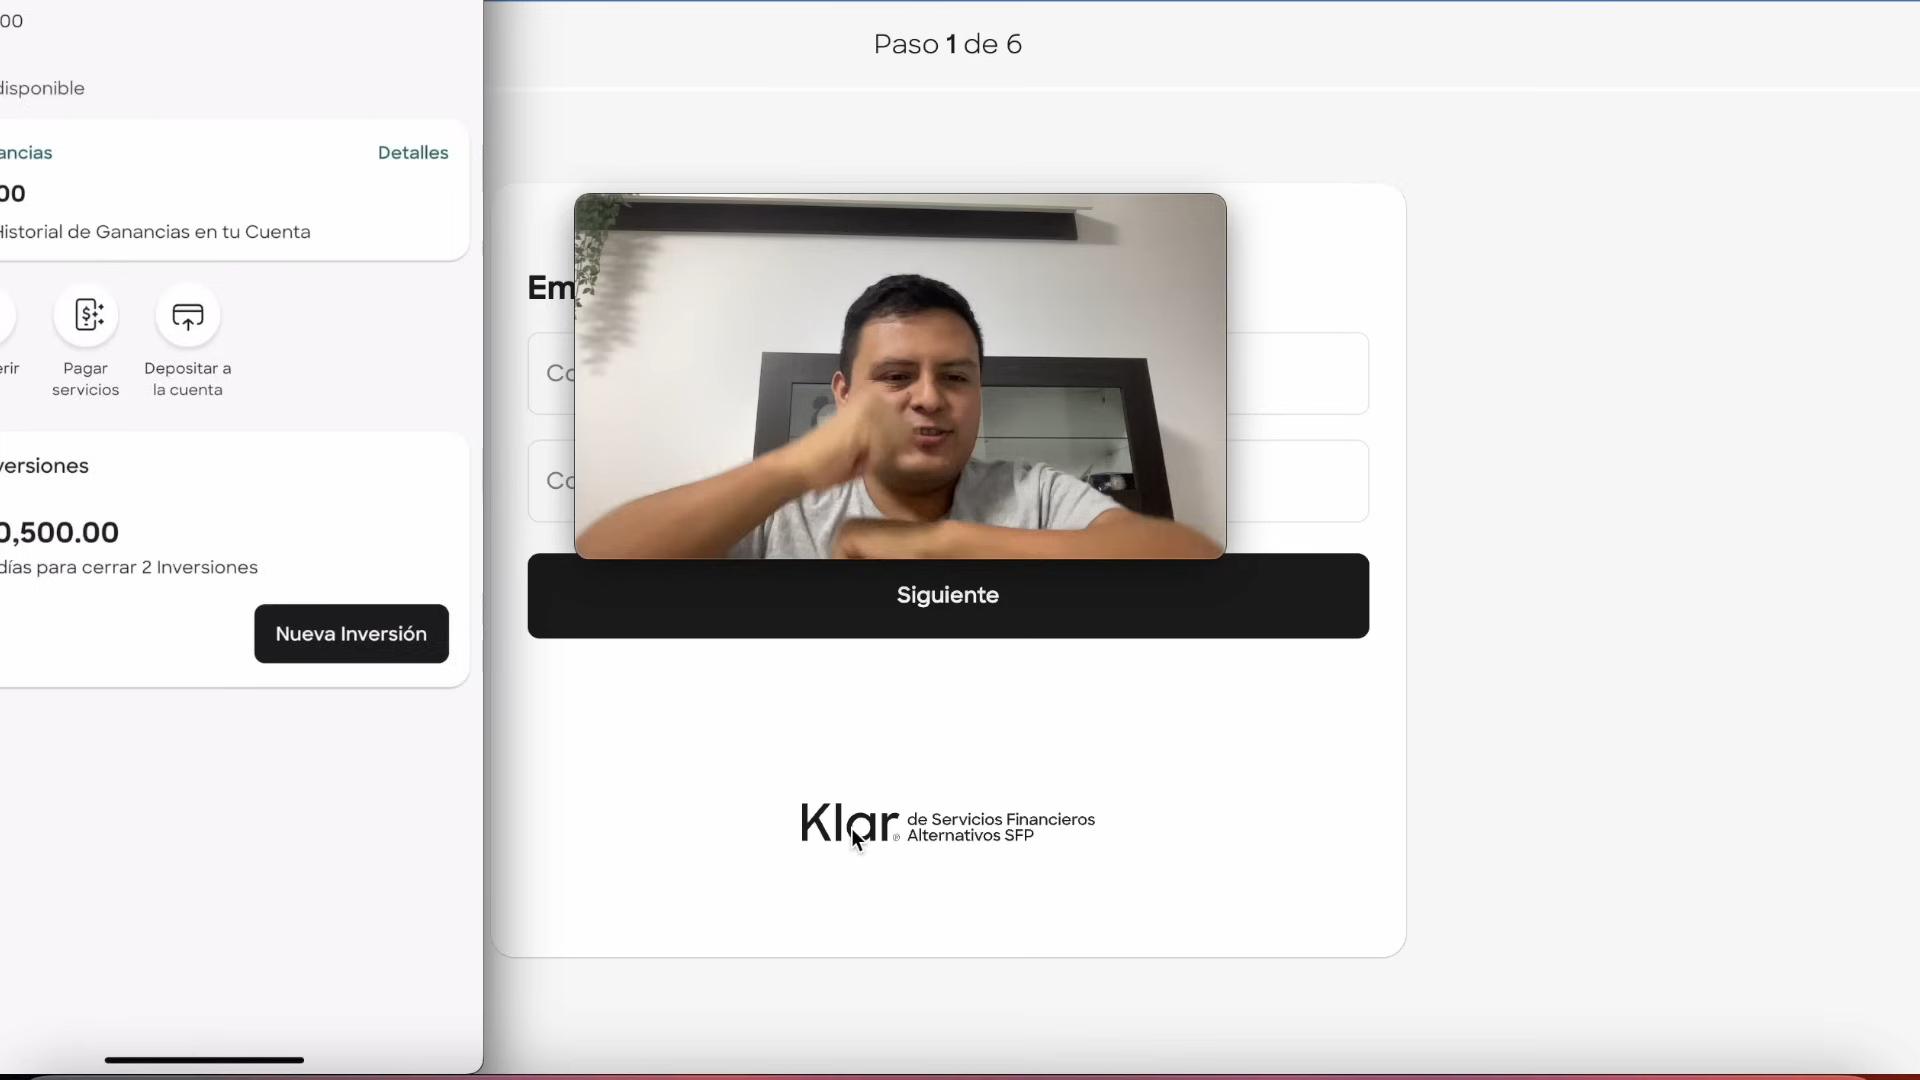 00
disponible
ancias
Detalles
00
Historial de Ganancias en tu Cuenta
erir
Pagar
servicios
Depositar a
la cuenta
versiones
0,500.00
días para cerrar 2 Inversiones
Nueva Inversión
Paso 1 de 6
Em
Co
Co
Siguiente
Klar
de Servicios Financieros
Alternativos SFP